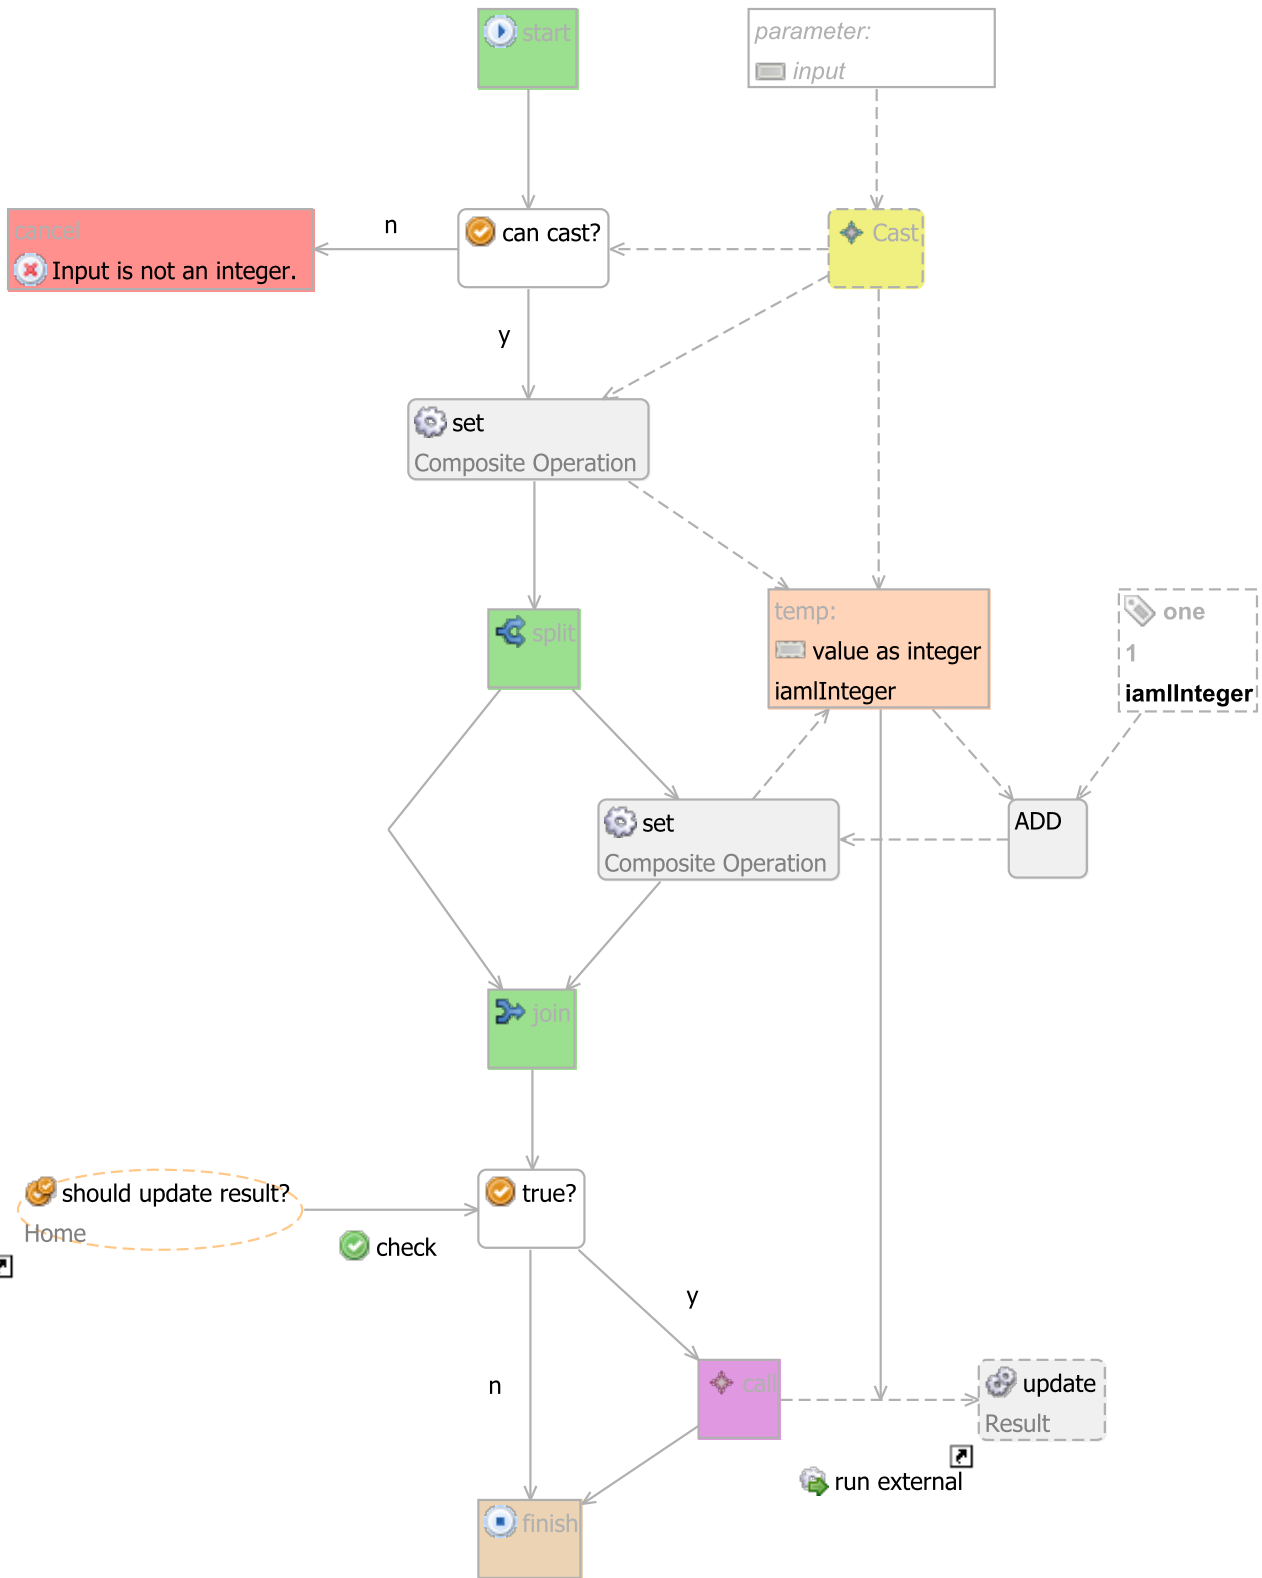 start
parameter:
input
n
cancel
Input is not an integer.
can cast?
Cast
y
set
Composite Operation
split
temp:
value as integer
iamlInteger
one
1
iamlInteger
set
Composite Operation
ADD
join
should update result?
Home
check
true?
y
n
call
update
Result
run external
finish